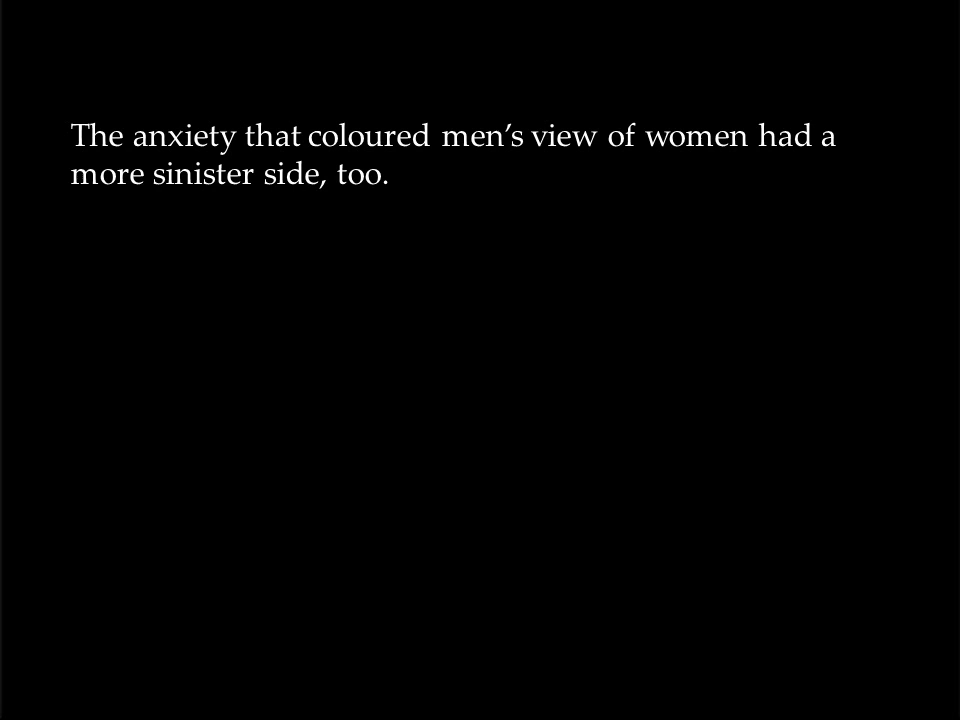 The anxiety that coloured men’s view of women had a
more sinister side, too.